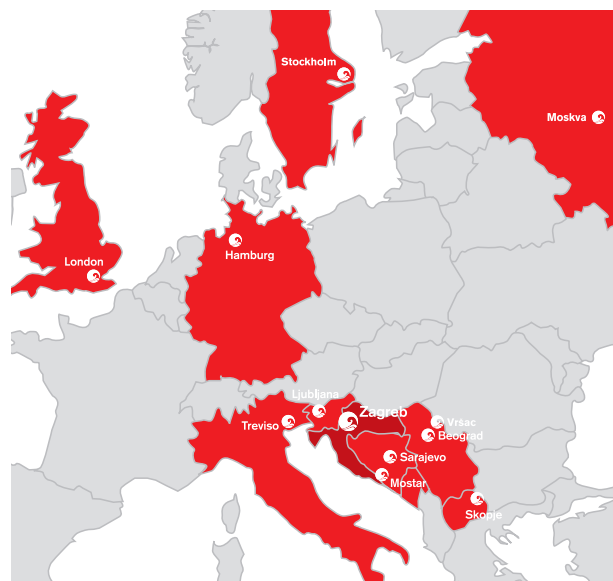 Stockholm
Moskva
London
Hamburg
Ljubljana
Zagreb
Treviso
Vršac
Beograd
Sarajevo
Mostar
Skopje